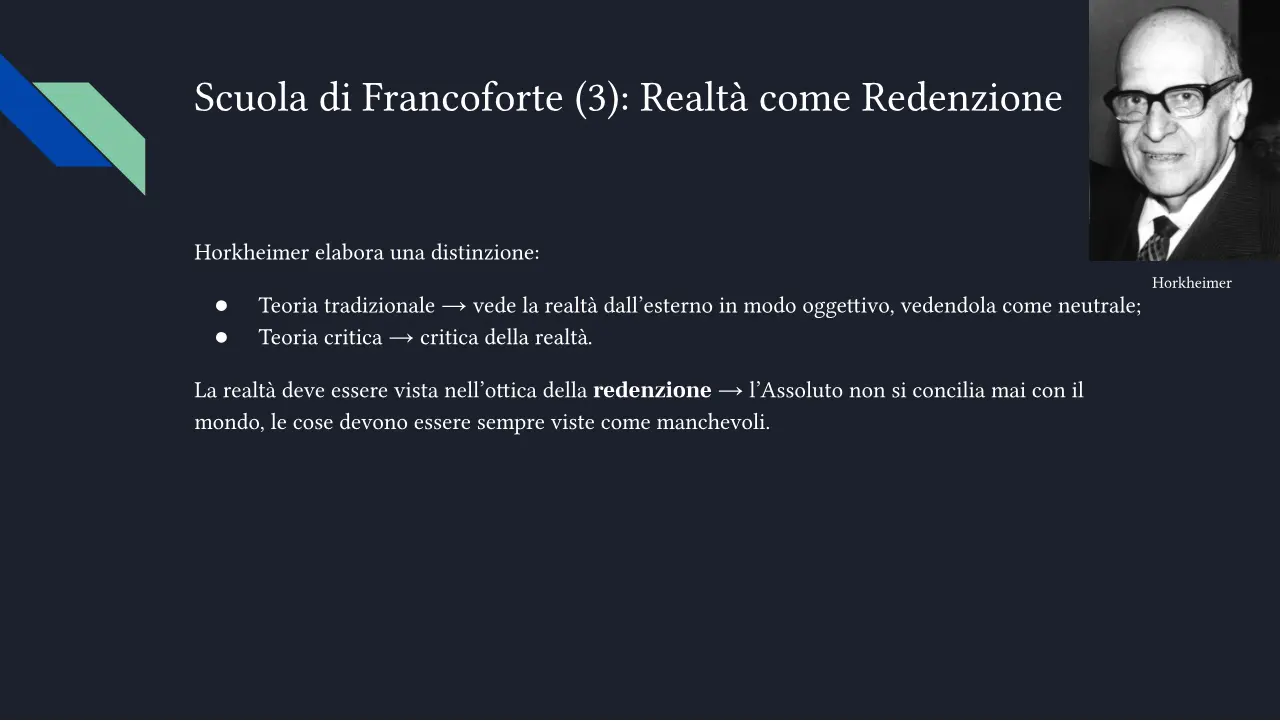 Scuola di Francoforte (3): Realtà come Redenzione
Horkheimer
Horkheimer elabora una distinzione:
● Teoria tradizionale → vede la realtà dall’esterno in modo oggettivo, vedendola come neutrale;
● Teoria critica → critica della realtà.
La realtà deve essere vista nell’ottica della redenzione → l’Assoluto non si concilia mai con il
mondo, le cose devono essere sempre viste come manchevoli.